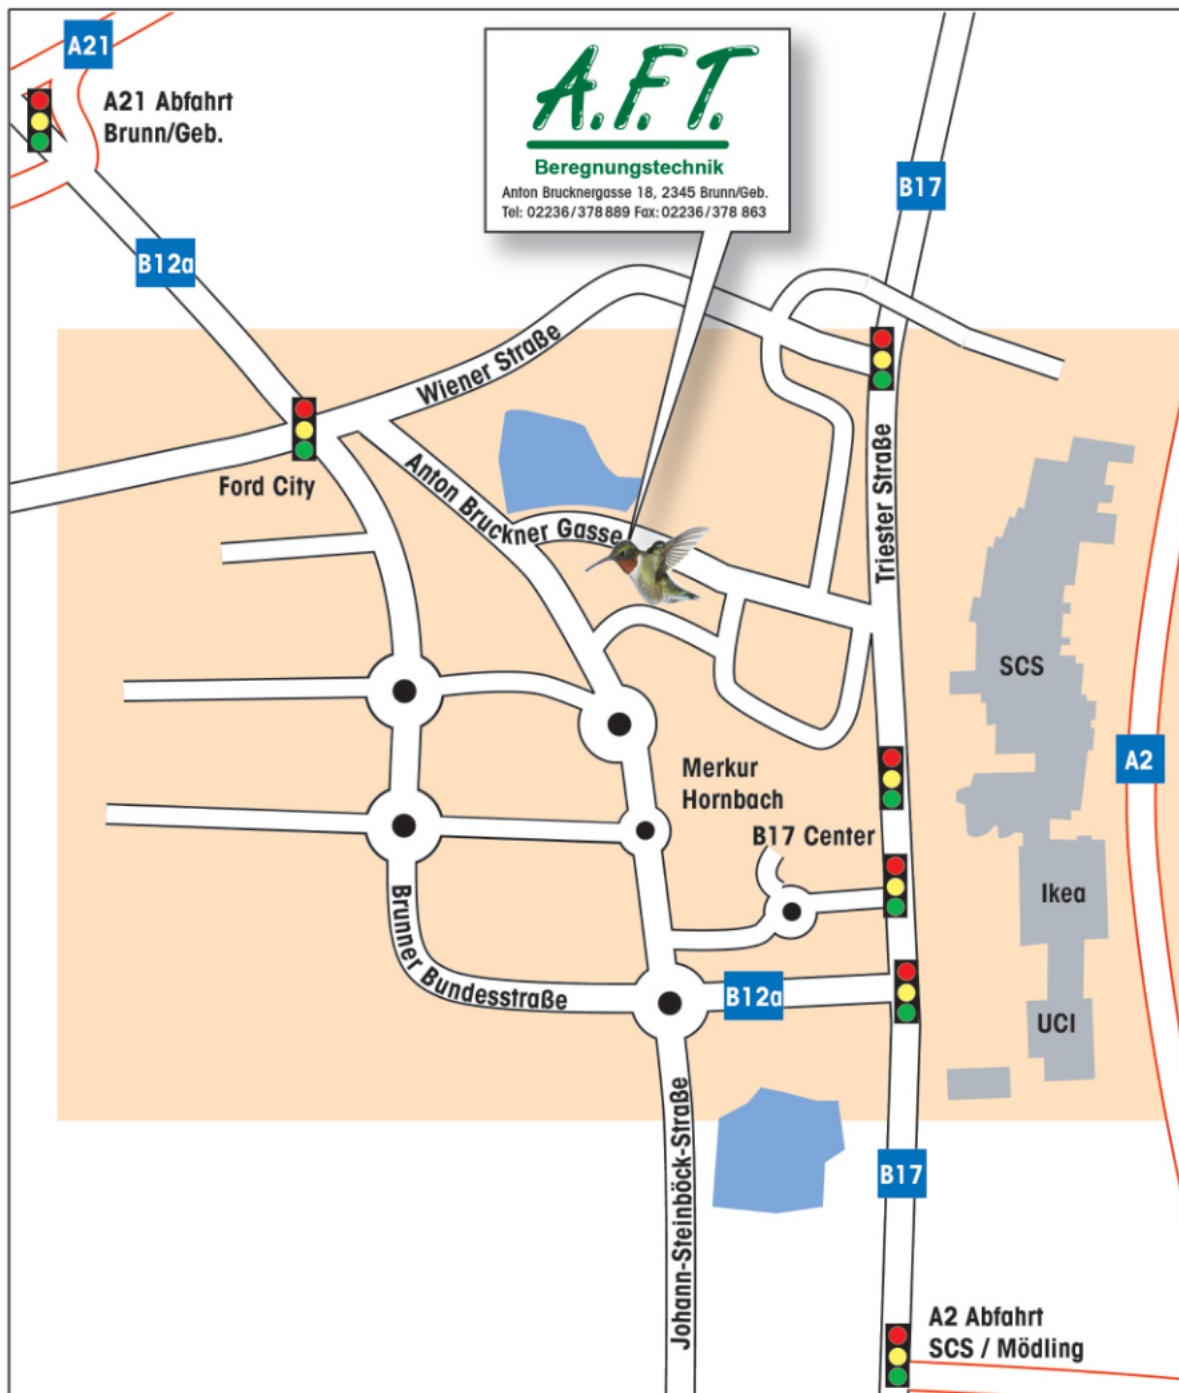 A21
A21 Abfahrt
Brunn/Geb.
A.F.T.
Beregnungstechnik
Anton Brucknergasse 18, 2345 Brunn/Geb.
Tel: 02236/378889 Fax: 02236/378 863
B17
B12a
Wiener Straße
Ford City
Anton Bruckner Gasse
Triester Straße
SCS
A2
Merkur
Hornbach
B17 Center
Ikea
Brunner Bundesstraße
B12a
UCI
Johann-Steinböck-Straße
B17
A2 Abfahrt
SCS / Mödling